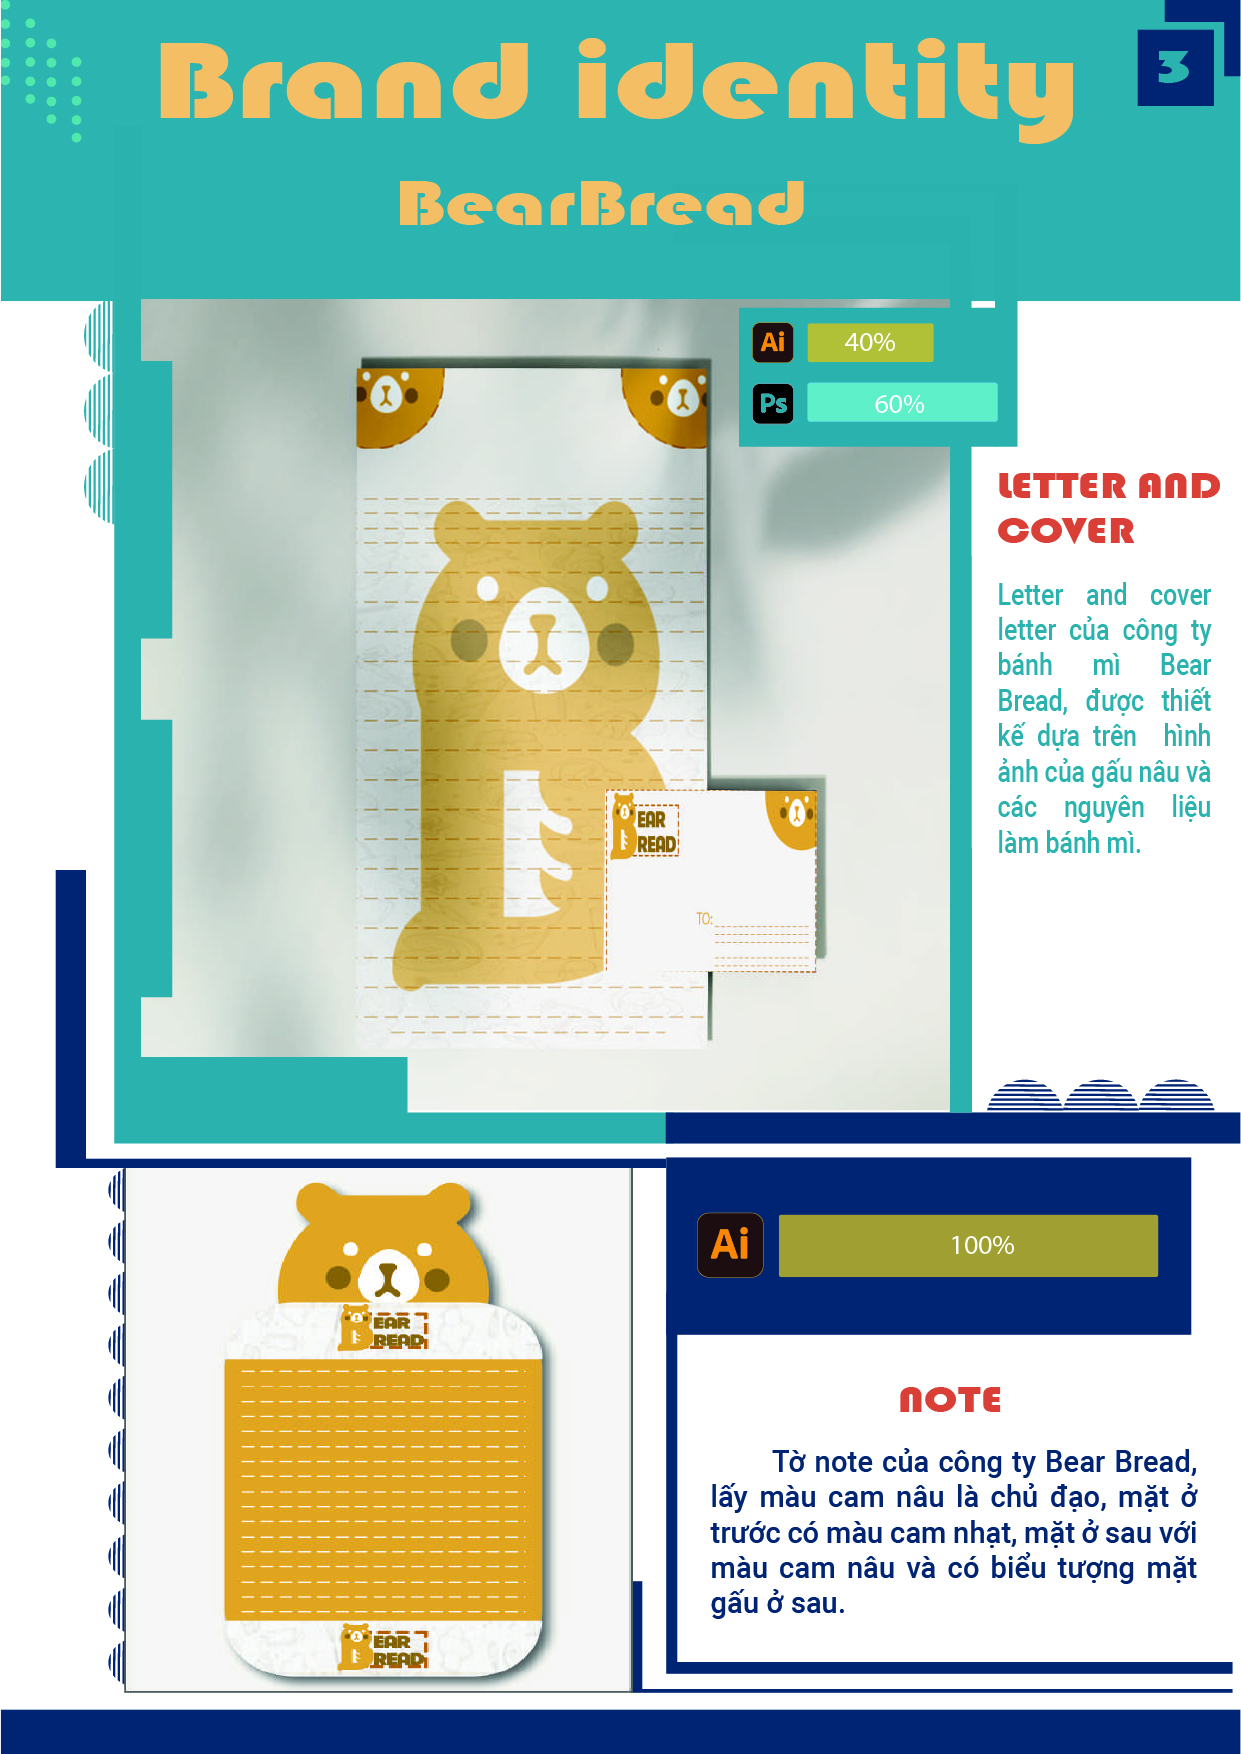 Brand identity
3
BearBread
Ai
40%
Ps
60%
LETTER AND
COVER
Letter and cover
letter của công ty
bánh mì Bear
Bread, được thiết
kế dựa trên hình
ảnh của gấu nâu và
các nguyên liệu
làm bánh mì.
EAR
READ
TO:
Ai
100%
EAR
READ
NOTE
Tờ note của công ty Bear Bread,
lấy màu cam nâu là chủ đạo, mặt ở
trước có màu cam nhạt, mặt ở sau với
màu cam nâu và có biểu tượng mặt
gấu ở sau.
EAR
READ